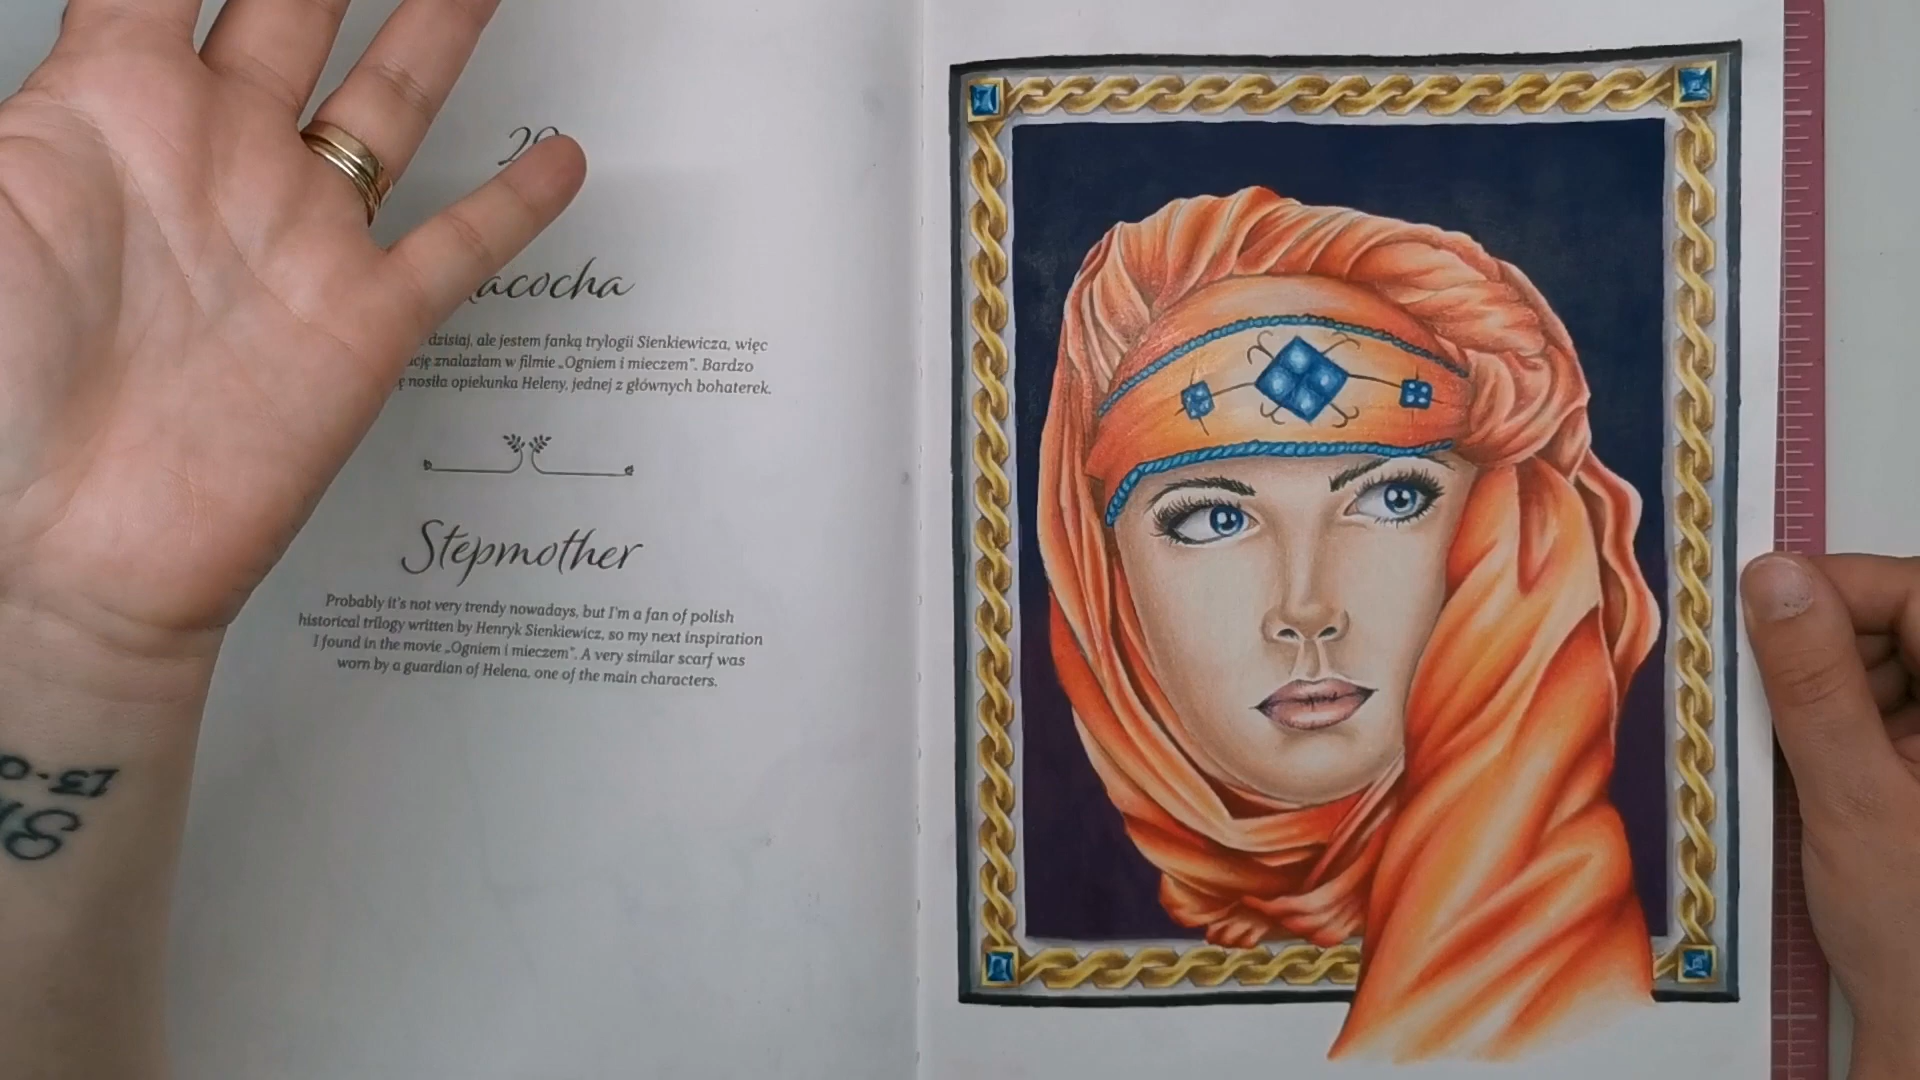 dzisiaj, ale jestem fanką trylogii Sienkiewicza, więc
znalazłam w filmie „Ogniem i mieczem”. Bardzo
nosiła opiekunka Heleny, jednej z głównych bohaterek.
Stepmother
Probably it's not very trendy nowadays, but I'm a fan of polish
historical trilogy written by Henryk Sienkiewicz, so my next inspiration
I found in the movie „Ogniem i mieczem”. A very similar scarf was
worn by a guardian of Helena, one of the main characters.